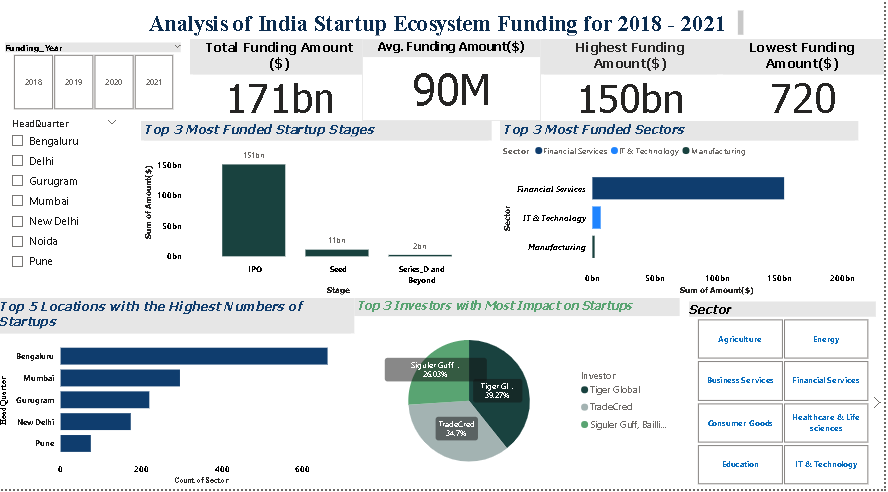 Analysis of India Startup Ecosystem Funding for 2018 - 2021
Funding_Year
2018
2019
2020
2021
Total Funding Amount
($)
171bn
Avg. Funding Amount($)
90M
Highest Funding
Amount($)
150bn
Lowest Funding
Amount($)
720
HeadQuarter
Bengaluru
Delhi
Gurugram
Mumbai
New Delhi
Noida
Pune
Top 3 Most Funded Startup Stages
Sum of Amount($)
150bn
100bn
50bn
0bn
151bn
11bn
2bn
IPO
Seed
Series_D and
Beyond
Stage
Top 3 Most Funded Sectors
Sector
Financial Services
IT & Technology
Manufacturing
Sector
Financial Services
IT & Technology
Manufacturing
0bn
50bn
100bn
150bn
200bn
Sum of Amount($)
Top 5 Locations with the Highest Numbers of
Startups
HeadQuarter
Bengaluru
Mumbai
Gurugram
New Delhi
Pune
0
200
400
600
Count of Sector
Top 3 Investors with Most Impact on Startups
Siguler Guff ..
26.03%
Tiger Gl...
39.27%
TradeCred
34.7%
Investor
Tiger Global
TradeCred
Siguler Guff, Bailli...
Sector
Agriculture
Energy
Business Services
Financial Services
Consumer Goods
Healthcare & Life
sciences
Education
IT & Technology